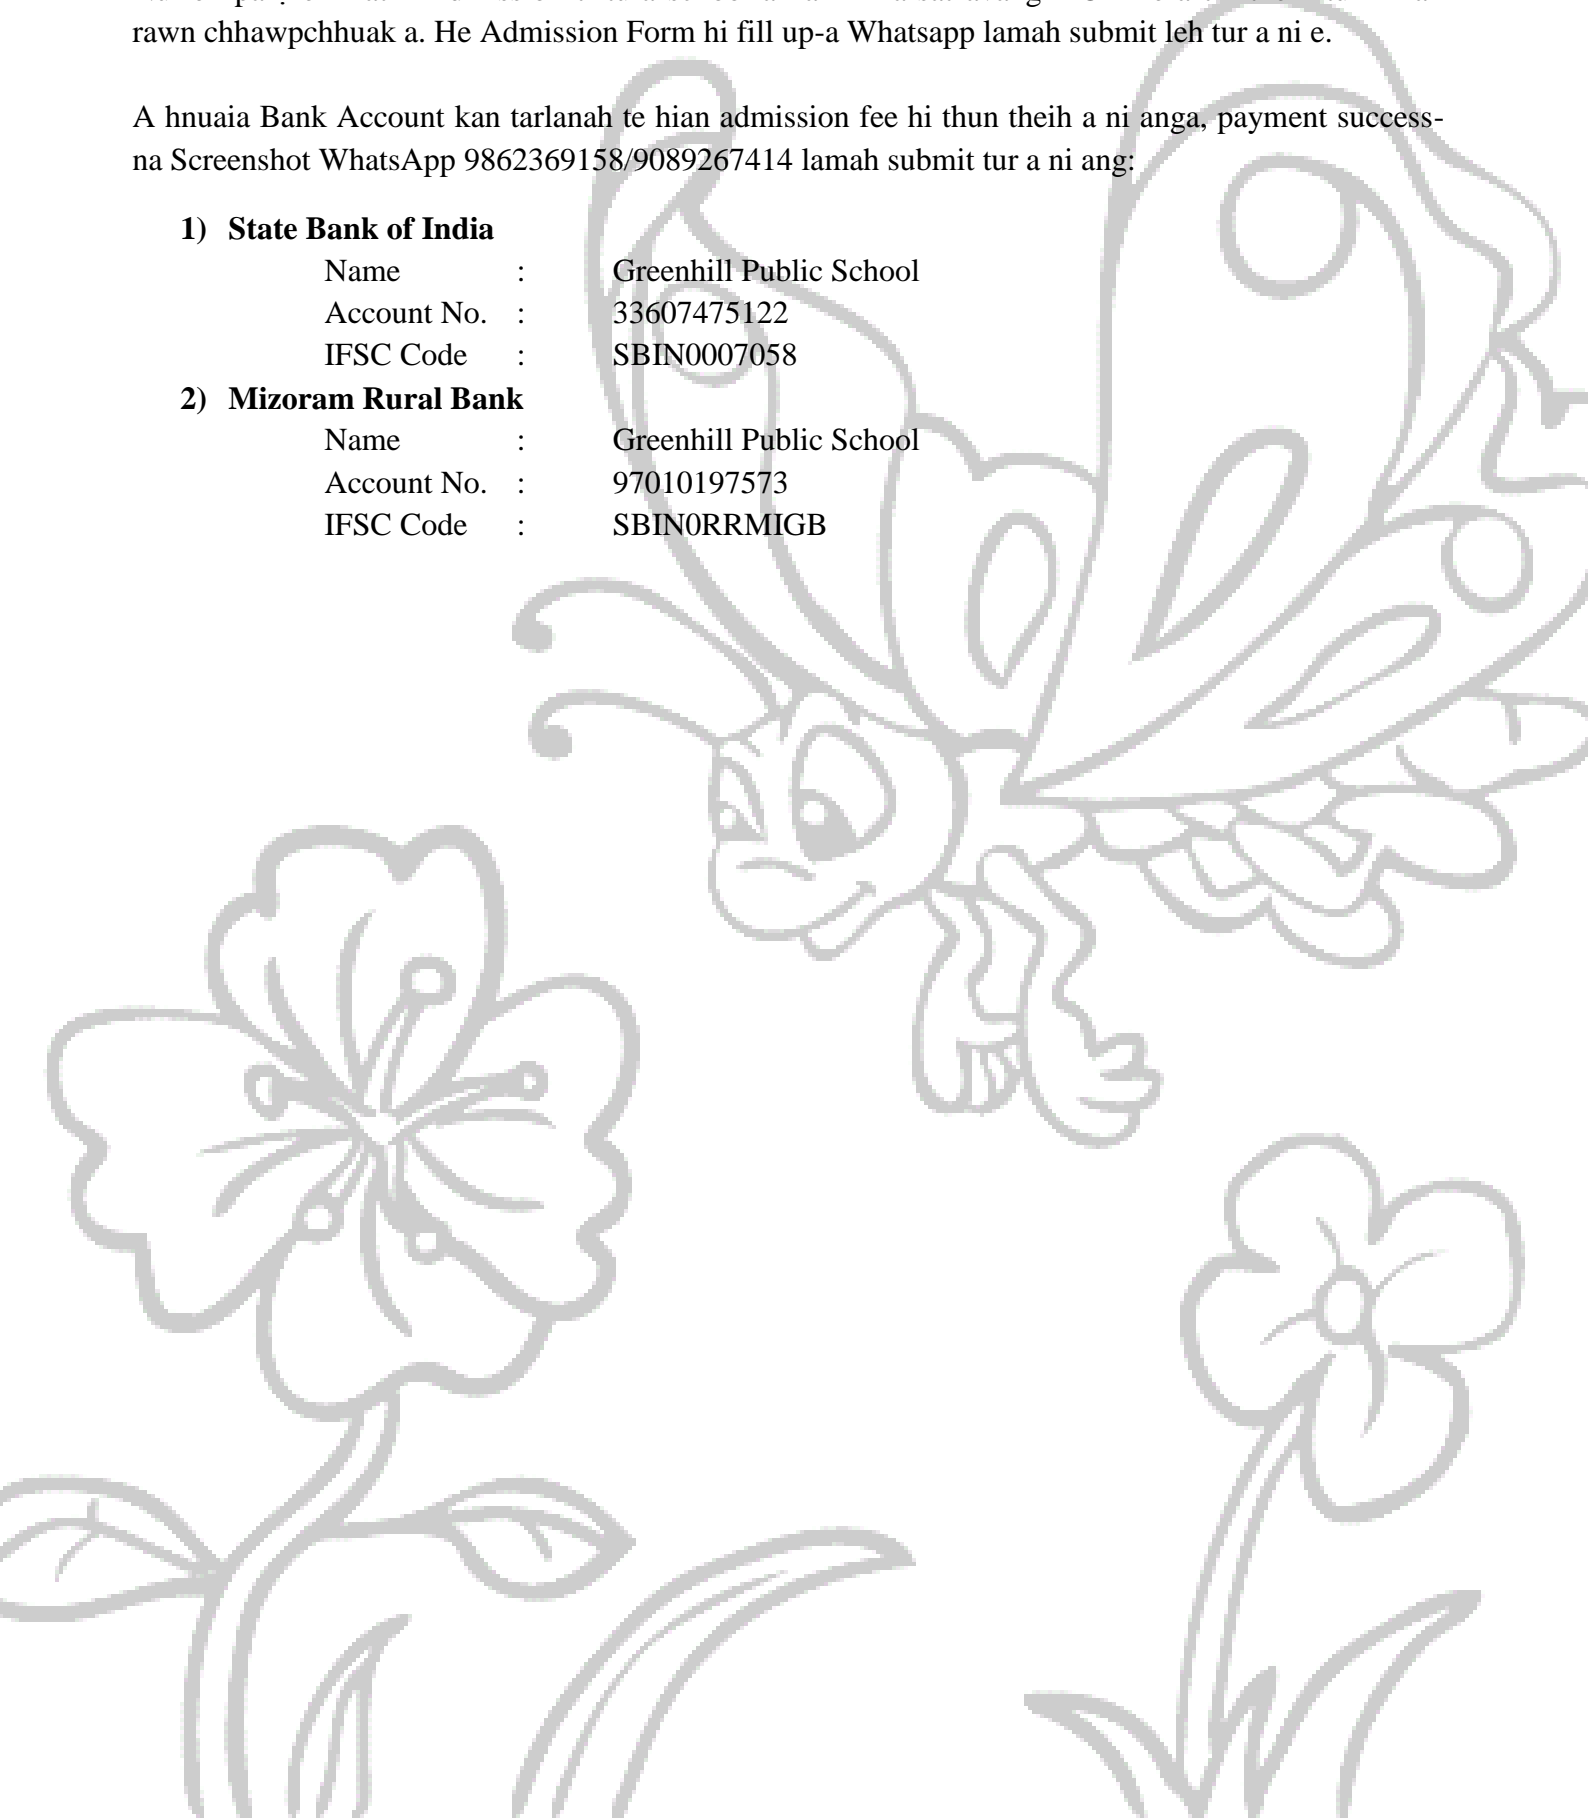 rawn chhawpchhuak a. He Admission Form hi fill up-a Whatsapp lamah submit leh tur a ni e.
A hnuaia Bank Account kan tarlanah te hian admission fee hi thun theih a ni anga, payment success-
na Screenshot WhatsApp 9862369158/9089267414 lamah submit tur a ni ang:
1) State Bank of India
Name : Greenhill Public School
Account No. : 33607475122
IFSC Code : SBIN0007058
2) Mizoram Rural Bank
Name : Greenhill Public School
Account No. : 97010197573
IFSC Code : SBIN0RRMIGB